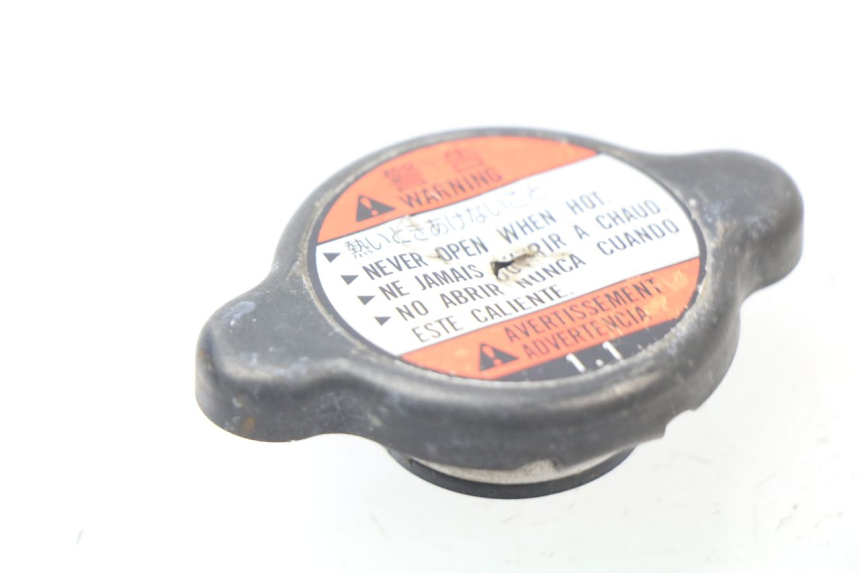 警告
WARNING
熱いときあけないこと
NEVER OPEN WHEN HOT.
NE JAMAIS OUVRIR A CHAUD.
NO ABRIR NUNCA CUANDO
ESTE CALIENTE.
AVERTISSEMENT
ADVERTENCIA
1.1